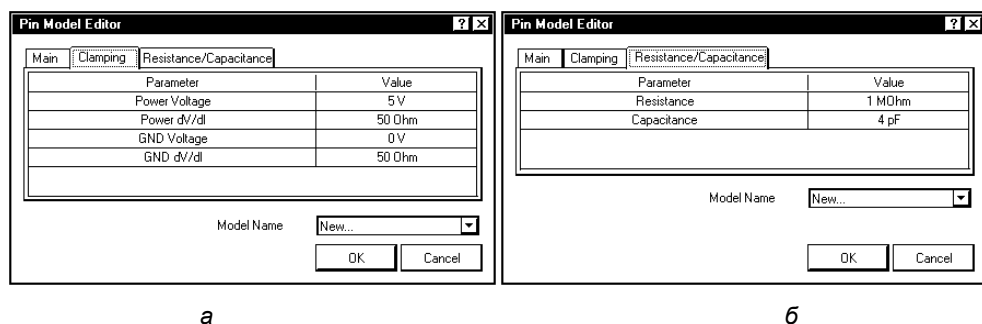 Pin Model Editor
Main Clamping Resistance/Capacitance
Parameter Value
Power Voltage 5 V
Power dV/dI 50 Ohm
GND Voltage 0 V
GND dV/dI 50 Ohm
Model Name New...
OK Cancel
а
Pin Model Editor
Main Clamping Resistance/Capacitance
Parameter Value
Resistance 1 MOhm
Capacitance 4 pF
Model Name New...
OK Cancel
б